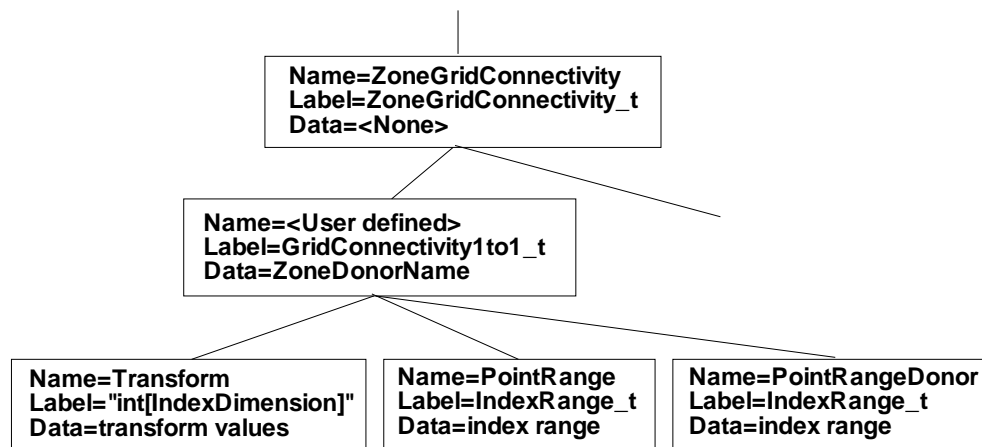 Name=ZoneGridConnectivity
Label=ZoneGridConnectivity_t
Data=<None>
Name=<User defined>
Label=GridConnectivity1to1_t
Data=ZoneDonorName
Name=Transform
Label="int[IndexDimension]"
Data=transform values
Name=PointRange
Label=IndexRange_t
Data=index range
Name=PointRangeDonor
Label=IndexRange_t
Data=index range